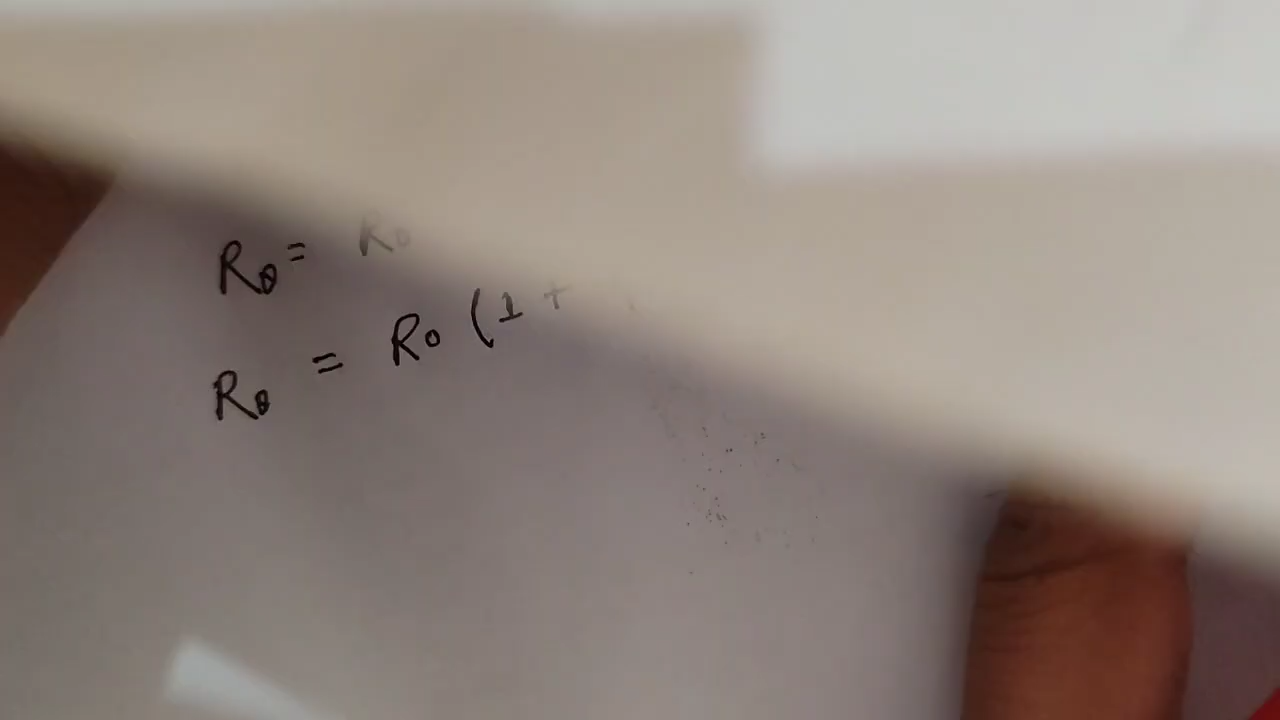 Rθ = R0
Rθ = R0 (1 +